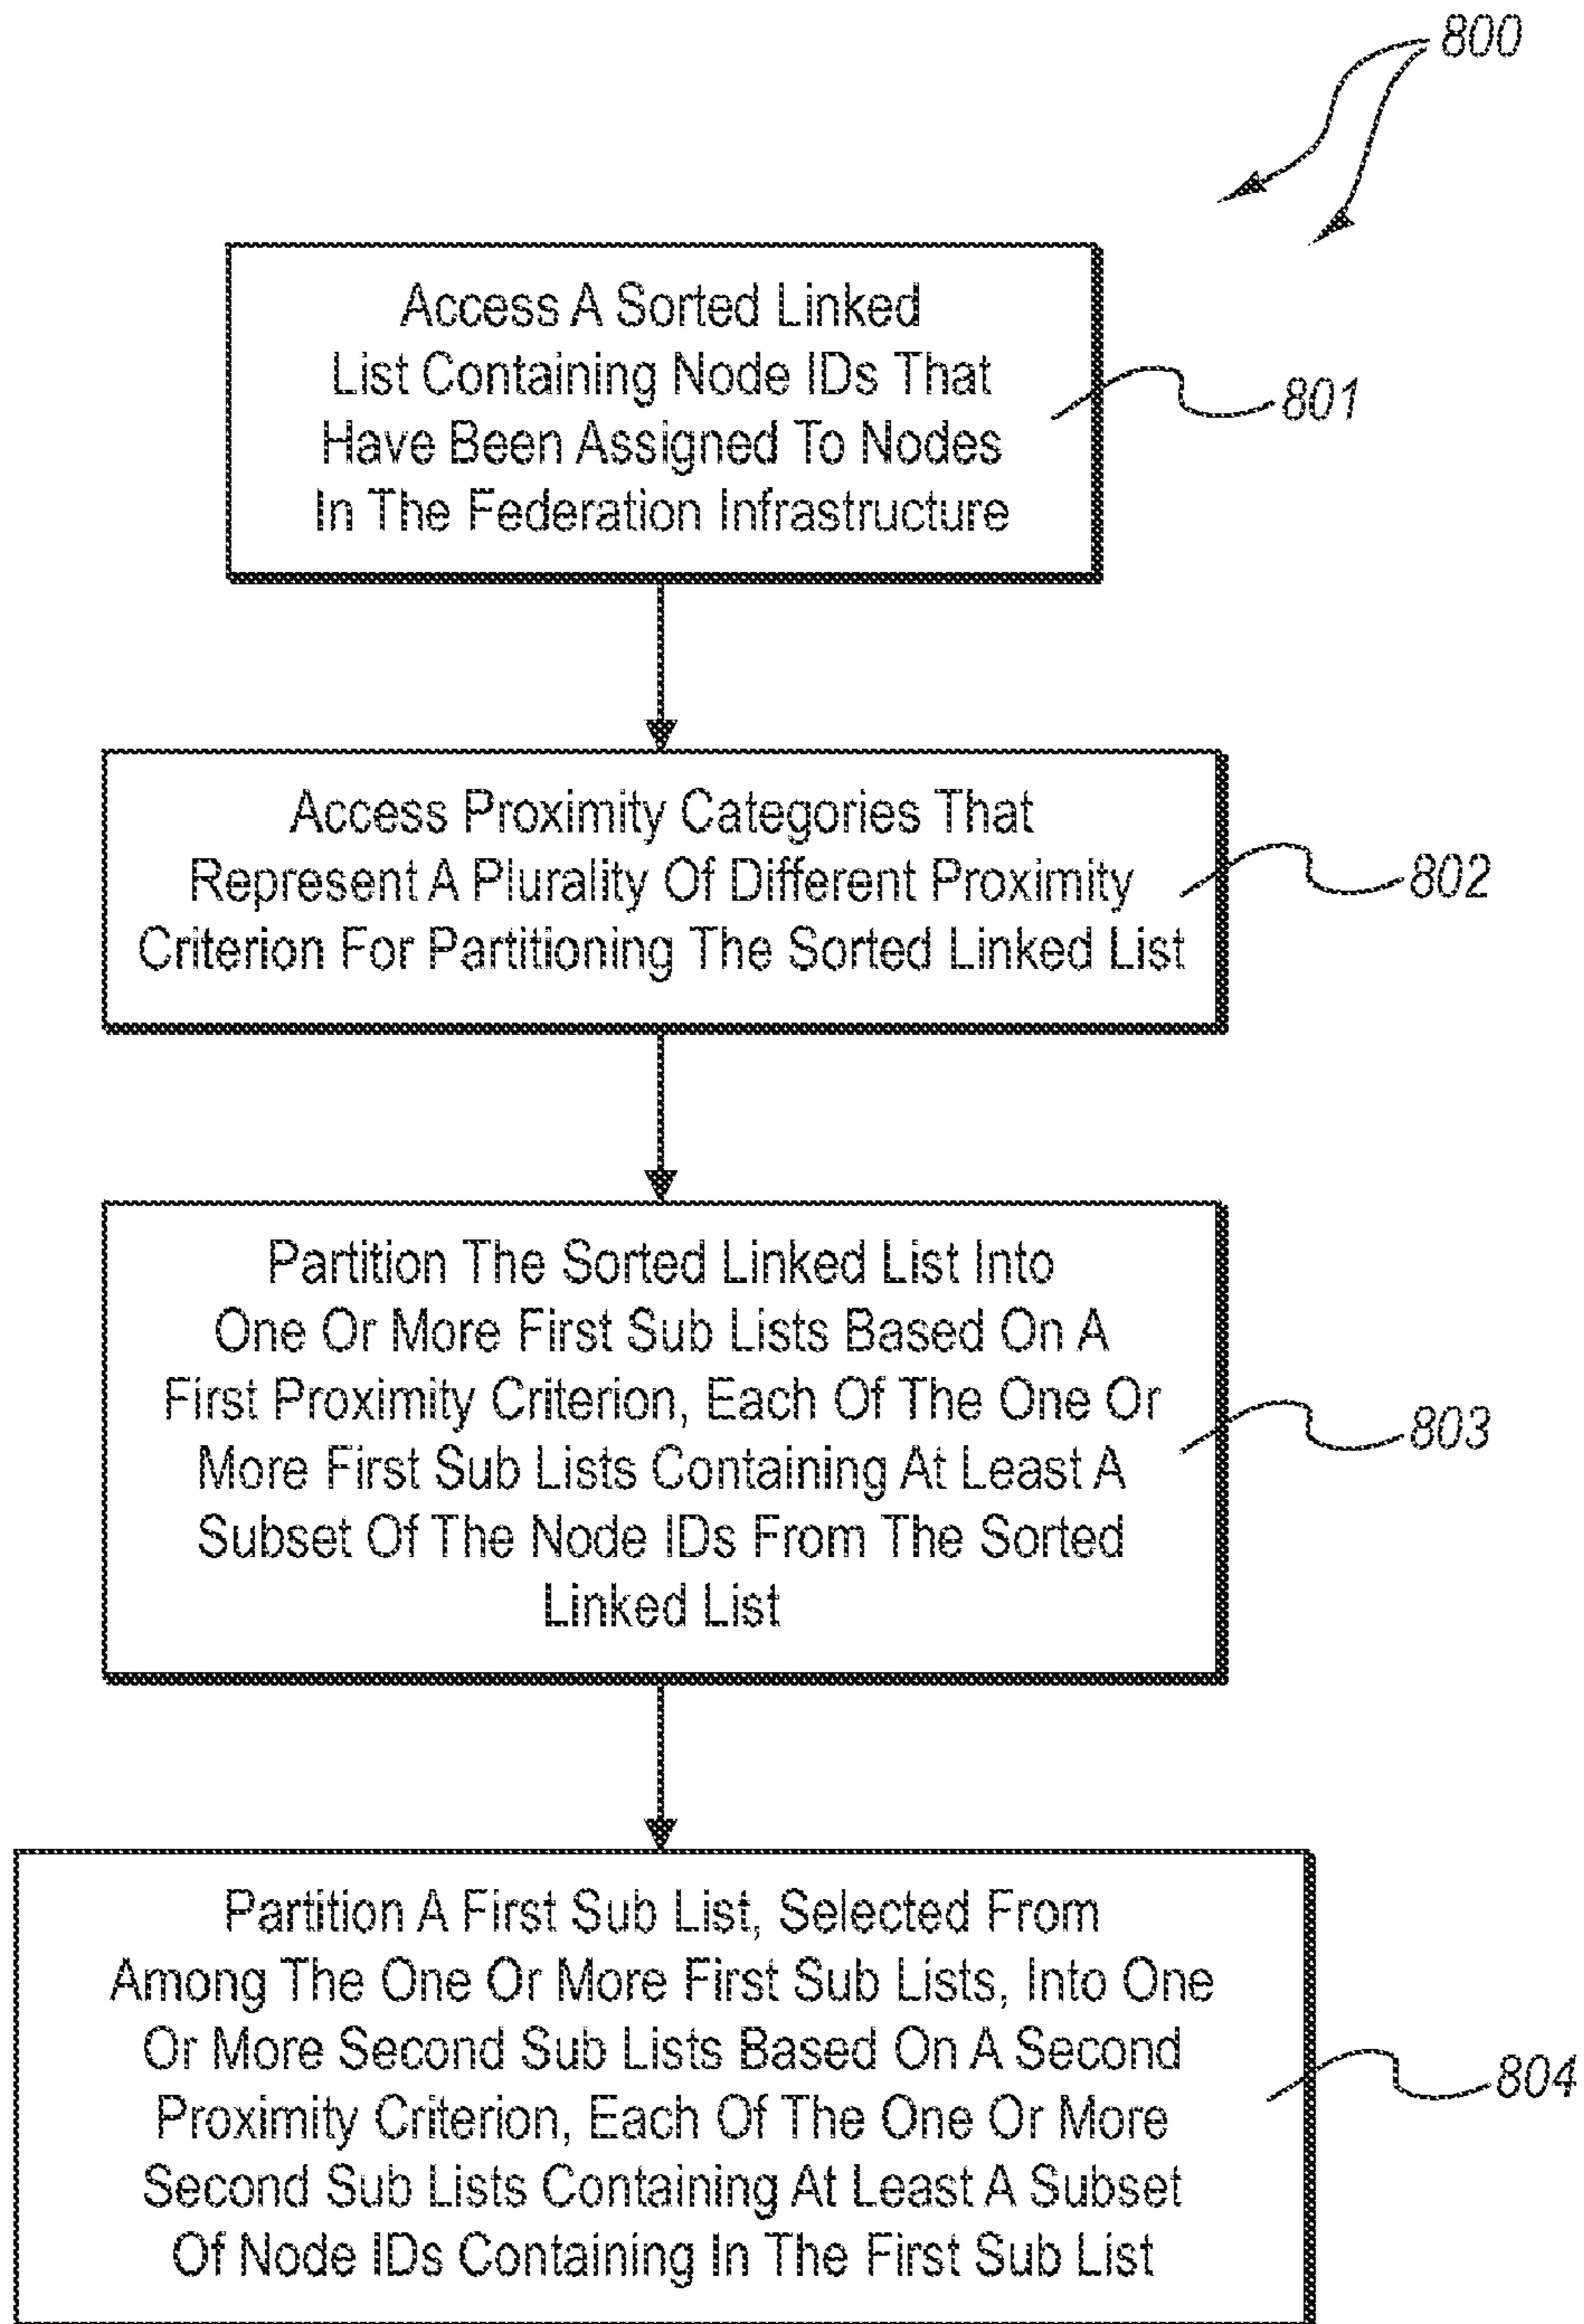 800
Access A Sorted Linked
List Containing Node IDs That
Have Been Assigned To Nodes
In The Federation Infrastructure
801
Access Proximity Categories That
Represent A Plurality Of Different Proximity
Criterion For Partitioning The Sorted Linked List
802
Partition The Sorted Linked List Into
One Or More First Sub Lists Based On A
First Proximity Criterion, Each Of The One Or
More First Sub Lists Containing At Least A
Subset Of The Node IDs From The Sorted
Linked List
803
Partition A First Sub List, Selected From
Among The One Or More First Sub Lists, Into One
Or More Second Sub Lists Based On A Second
Proximity Criterion, Each Of The One Or More
Second Sub Lists Containing At Least A Subset
Of Node IDs Containing In The First Sub List
804